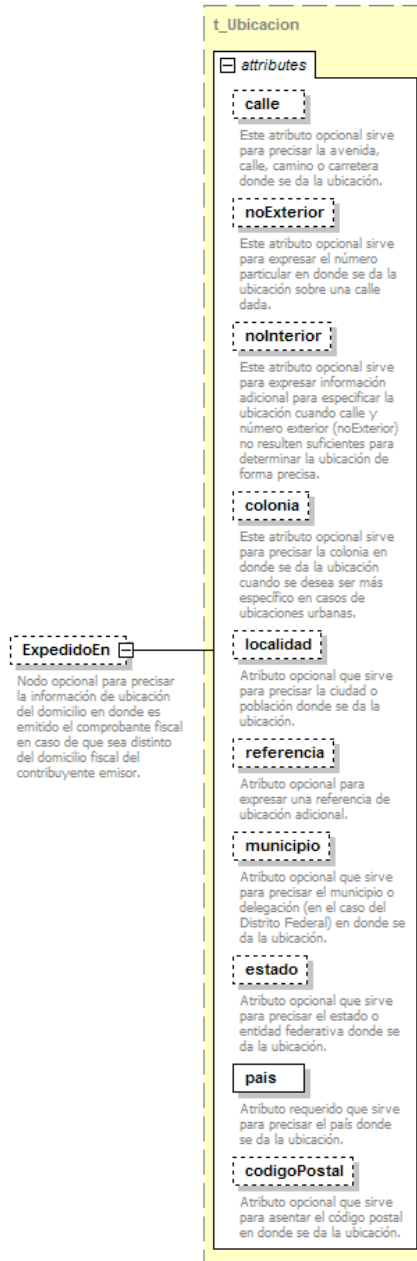 t_Ubicacion
attributes
calle
Este atributo opcional sirve
para precisar la avenida,
calle, camino o carretera
donde se da la ubicación.
noExterior
Este atributo opcional sirve
para expresar el número
particular en donde se da la
ubicación sobre una calle
dada.
noInterior
Este atributo opcional sirve
para expresar información
adicional para especificar la
ubicación cuando calle y
número exterior (noExterior)
no resulten suficientes para
determinar la ubicación de
forma precisa.
colonia
Este atributo opcional sirve
para precisar la colonia en
donde se da la ubicación
cuando se desea ser más
específico en casos de
ubicaciones urbanas.
ExpedidoEn
Nodo opcional para precisar
la información de ubicación
del domicilio en donde es
emitido el comprobante fiscal
en caso de que sea distinto
del domicilio fiscal del
contribuyente emisor.
localidad
Atributo opcional que sirve
para precisar la ciudad o
población donde se da la
ubicación.
referencia
Atributo opcional para
expresar una referencia de
ubicación adicional.
municipio
Atributo opcional que sirve
para precisar el municipio o
delegación (en el caso del
Distrito Federal) en donde se
da la ubicación.
estado
Atributo opcional que sirve
para precisar el estado o
entidad federativa donde se
da la ubicación.
pais
Atributo requerido que sirve
para precisar el país donde
se da la ubicación.
codigoPostal
Atributo opcional que sirve
para asentar el código postal
en donde se da la ubicación.